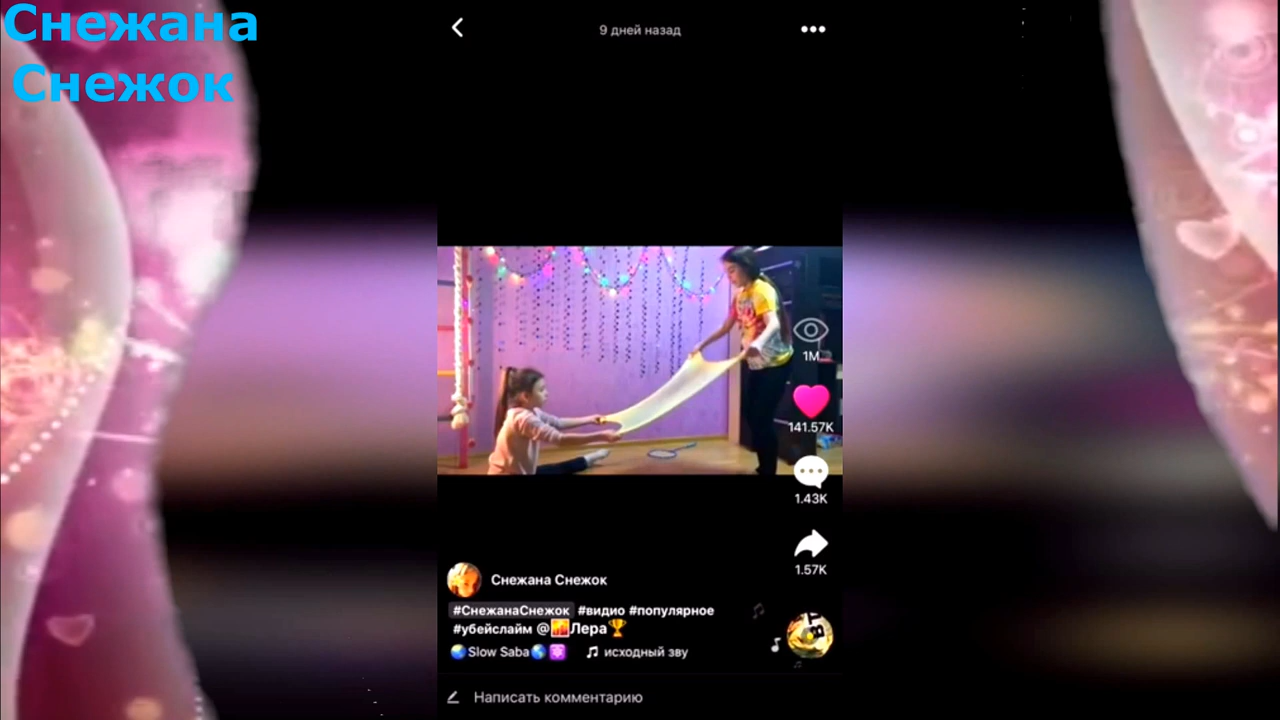 Снежана
Снежок
9 дней назад
1M
141.57K
1.43K
1.57K
Снежана Снежок
#СнежанаСнежок #видио #популярное
#убейслайм @🌇Лера🏆
🌏Slow Saba🌎⚛️ исходный зву
Написать комментарию